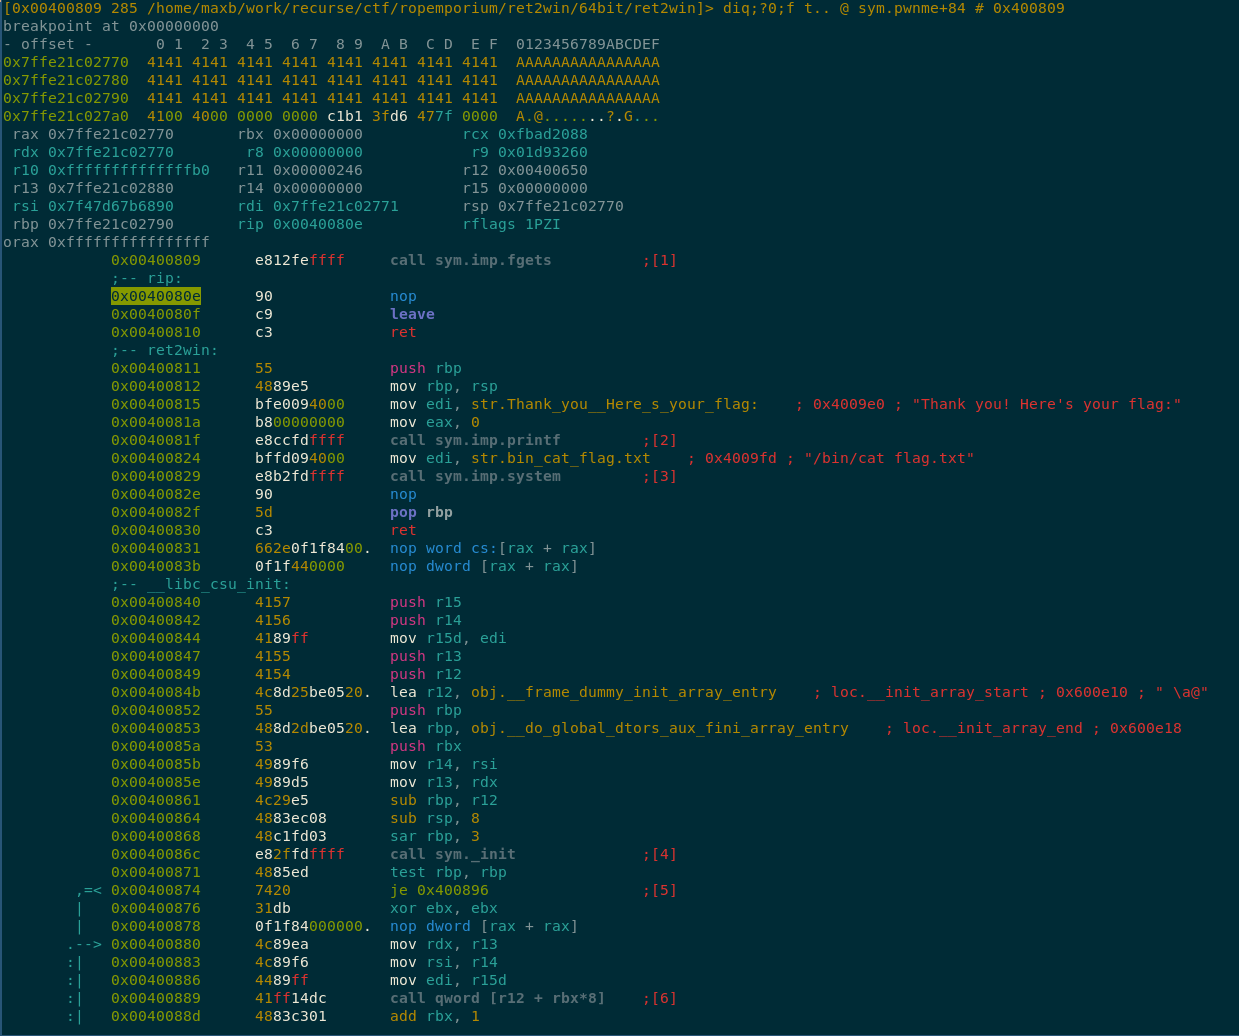 [0x00400809 285 /home/maxb/work/recurse/ctf/ropemporium/ret2win/64bit/ret2win]> diq;?0;f t.. @ sym.pwnme+84 # 0x400809
breakpoint at 0x00000000
- offset -       0 1  2 3  4 5  6 7  8 9  A B  C D  E F  0123456789ABCDEF
0x7ffe21c02770  4141 4141 4141 4141 4141 4141 4141 4141  AAAAAAAAAAAAAAAA
0x7ffe21c02780  4141 4141 4141 4141 4141 4141 4141 4141  AAAAAAAAAAAAAAAA
0x7ffe21c02790  4141 4141 4141 4141 4141 4141 4141 4141  AAAAAAAAAAAAAAAA
0x7ffe21c027a0  4100 4000 0000 0000 c1b1 3fd6 477f 0000  A.@.......?.G...
 rax 0x7ffe21c02770       rbx 0x00000000           rcx 0xfbad2088
 rdx 0x7ffe21c02770        r8 0x00000000            r9 0x01d93260
 r10 0xffffffffffffffb0   r11 0x00000246           r12 0x00400650
 r13 0x7ffe21c02880       r14 0x00000000           r15 0x00000000
 rsi 0x7f47d67b6890       rdi 0x7ffe21c02771       rsp 0x7ffe21c02770
 rbp 0x7ffe21c02790       rip 0x0040080e           rflags 1PZI
orax 0xffffffffffffffff
            0x00400809      e812feffff     call sym.imp.fgets          ;[1]
            ;-- rip:
            0x0040080e      90             nop
            0x0040080f      c9             leave
            0x00400810      c3             ret
            ;-- ret2win:
            0x00400811      55             push rbp
            0x00400812      4889e5         mov rbp, rsp
            0x00400815      bfe0094000     mov edi, str.Thank_you__Here_s_your_flag:    ; 0x4009e0 ; "Thank you! Here's your flag:"
            0x0040081a      b800000000     mov eax, 0
            0x0040081f      e8ccfdffff     call sym.imp.printf         ;[2]
            0x00400824      bffd094000     mov edi, str.bin_cat_flag.txt    ; 0x4009fd ; "/bin/cat flag.txt"
            0x00400829      e8b2fdffff     call sym.imp.system         ;[3]
            0x0040082e      90             nop
            0x0040082f      5d             pop rbp
            0x00400830      c3             ret
            0x00400831      662e0f1f8400.  nop word cs:[rax + rax]
            0x0040083b      0f1f440000     nop dword [rax + rax]
            ;-- __libc_csu_init:
            0x00400840      4157           push r15
            0x00400842      4156           push r14
            0x00400844      4189ff         mov r15d, edi
            0x00400847      4155           push r13
            0x00400849      4154           push r12
            0x0040084b      4c8d25be0520.  lea r12, obj.__frame_dummy_init_array_entry    ; loc.__init_array_start ; 0x600e10 ; " \a@"
            0x00400852      55             push rbp
            0x00400853      488d2dbe0520.  lea rbp, obj.__do_global_dtors_aux_fini_array_entry    ; loc.__init_array_end ; 0x600e18
            0x0040085a      53             push rbx
            0x0040085b      4989f6         mov r14, rsi
            0x0040085e      4989d5         mov r13, rdx
            0x00400861      4c29e5         sub rbp, r12
            0x00400864      4883ec08       sub rsp, 8
            0x00400868      48c1fd03       sar rbp, 3
            0x0040086c      e82ffdffff     call sym._init              ;[4]
            0x00400871      4885ed         test rbp, rbp
        ,=< 0x00400874      7420           je 0x400896                 ;[5]
        |   0x00400876      31db           xor ebx, ebx
        |   0x00400878      0f1f84000000.  nop dword [rax + rax]
       .--> 0x00400880      4c89ea         mov rdx, r13
       :|   0x00400883      4c89f6         mov rsi, r14
       :|   0x00400886      4489ff         mov edi, r15d
       :|   0x00400889      41ff14dc       call qword [r12 + rbx*8]    ;[6]
       :|   0x0040088d      4883c301       add rbx, 1